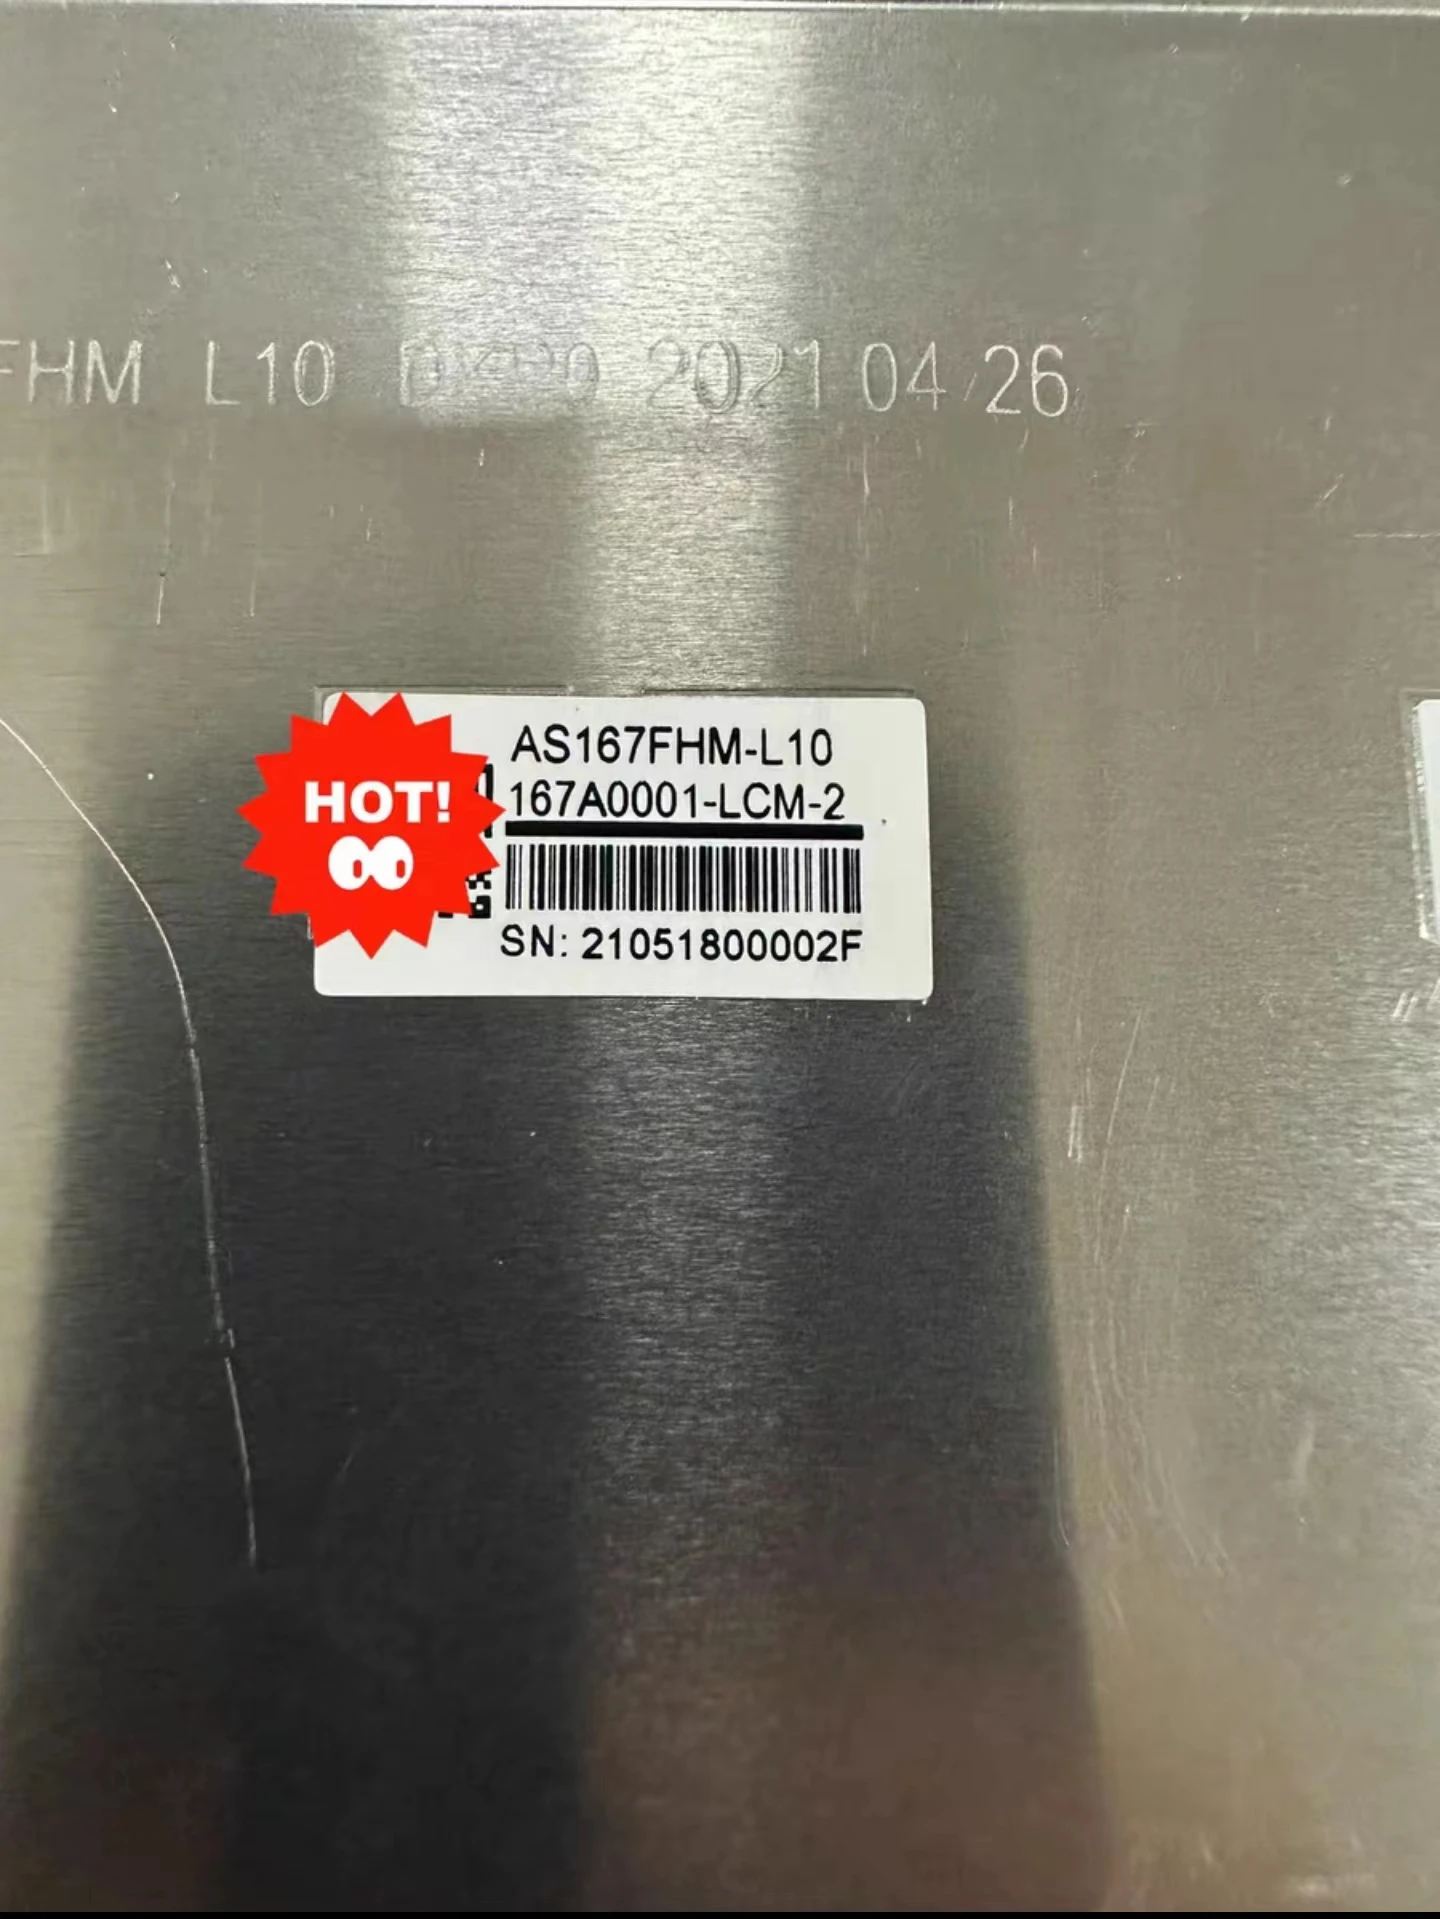 FHM L10 2021 04 26
AS167FHM-L10
167A0001-LCM-2
SN: 21051800002F
HOT!